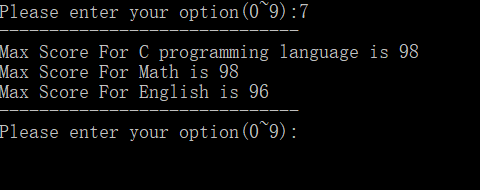 Please enter your option(0~9):7
------------------------------
Max Score For C programming language is 98
Max Score For Math is 98
Max Score For English is 96
------------------------------
Please enter your option(0~9):